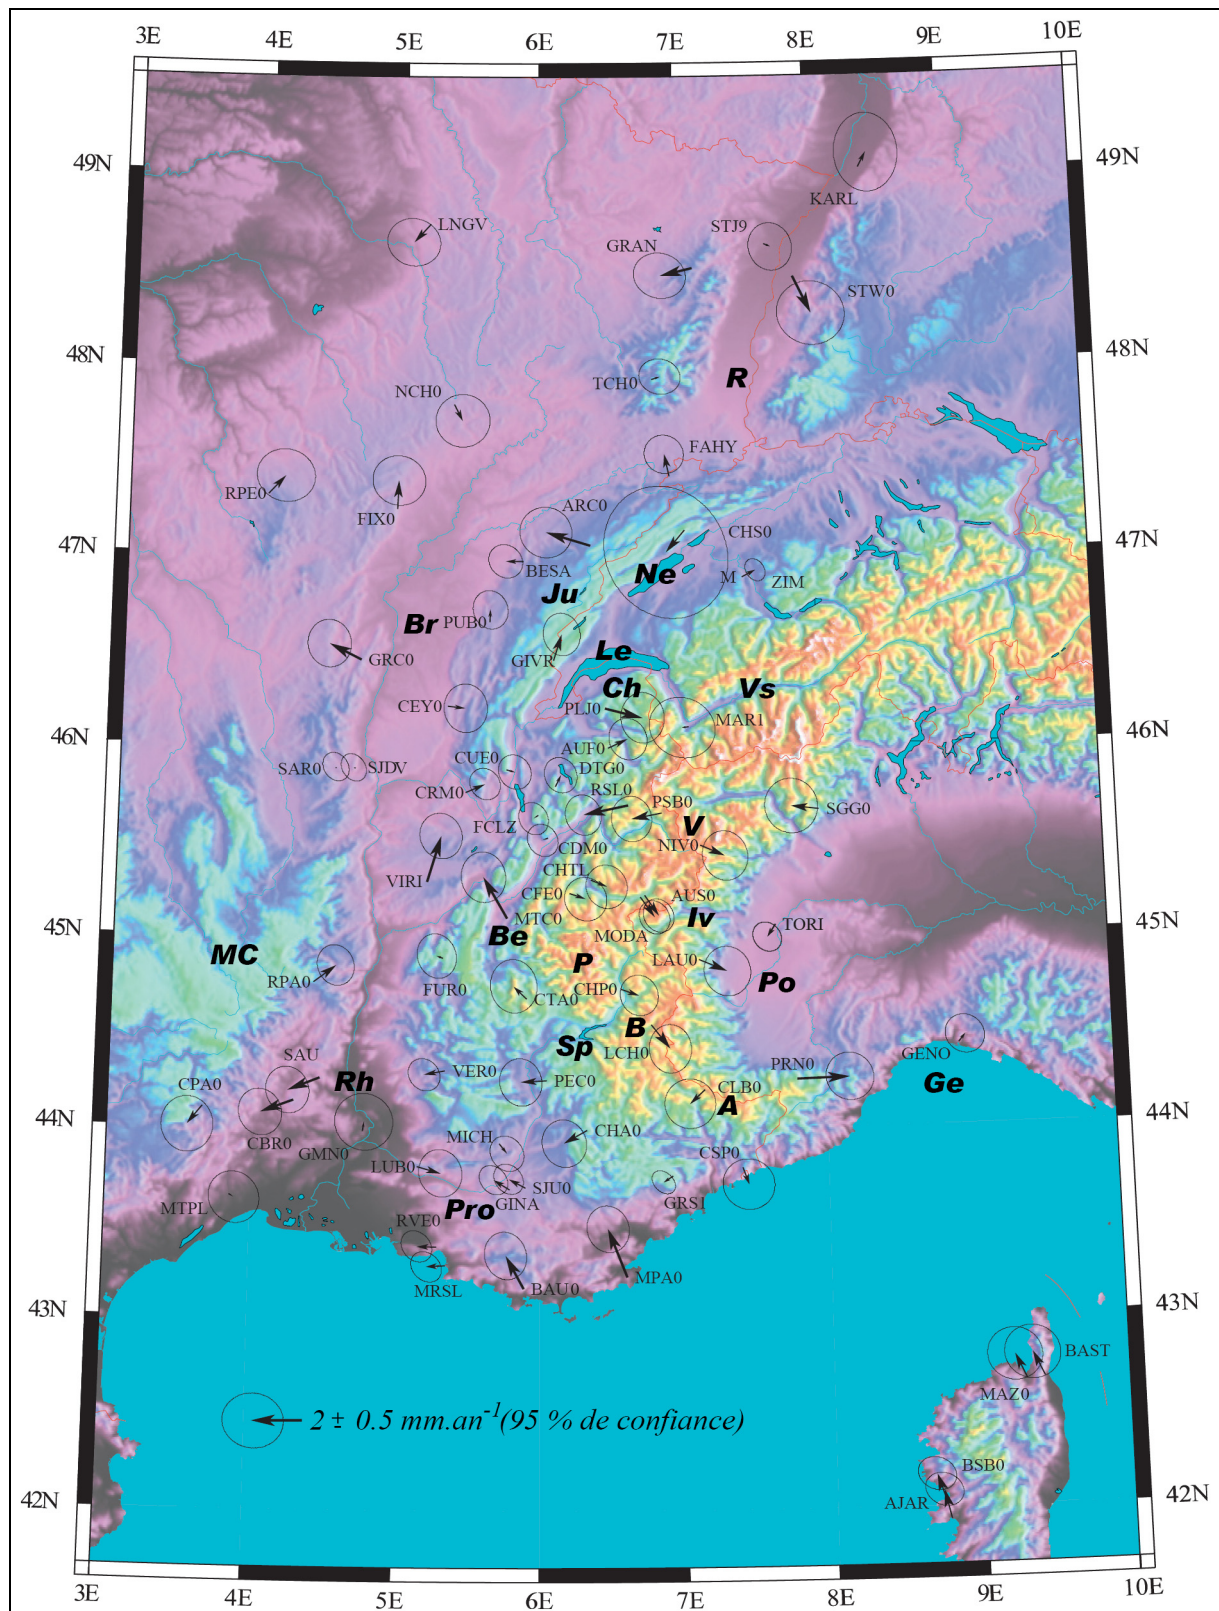 3E 4E 5E 6E 7E 8E 9E 10E
49N 49N
KARL
LNGV
STJ9
GRAN
STW0
48N 48N
TCH0 R
NCH0
FAHY
RPE0
FIX0
ARC0
CHS0
47N 47N
BESA
Ne
M ZIM
Ju
PUB0 Br
GRC0
GIVR
Le
Ch Vs
CEY0
PLJ0
MARI
46N 46N
AUF0
CUE0
DTG0
SAR0 SJDV
CRM0
RSL0
PSB0
SGG0
FCLZ
V
CDM0
NIV0
VIRI
CHTL
CFE0
AUS0
MTC0
Iv
45N 45N
TORI
Be
MODA
MC
P
LAU0
RPA0
FUR0
CTA0
CHP0
Po
B
Sp
LCH0
GENO
SAU
PRN0
VER0
PEC0
Rh
Ge
CPA0
CLB0
A
44N 44N
CBR0
CHA0
GMN0
MICH
CSP0
LUB0
SJU0
MTPL
GINA
GRS1
Pro
RVE0
MPA0
MRSL
BAU0
43N 43N
BAST
MAZ0
2 ± 0.5 mm.an-1 (95 % de confiance)
BSB0
AJAR
42N 42N
3E 4E 5E 6E 7E 8E 9E 10E